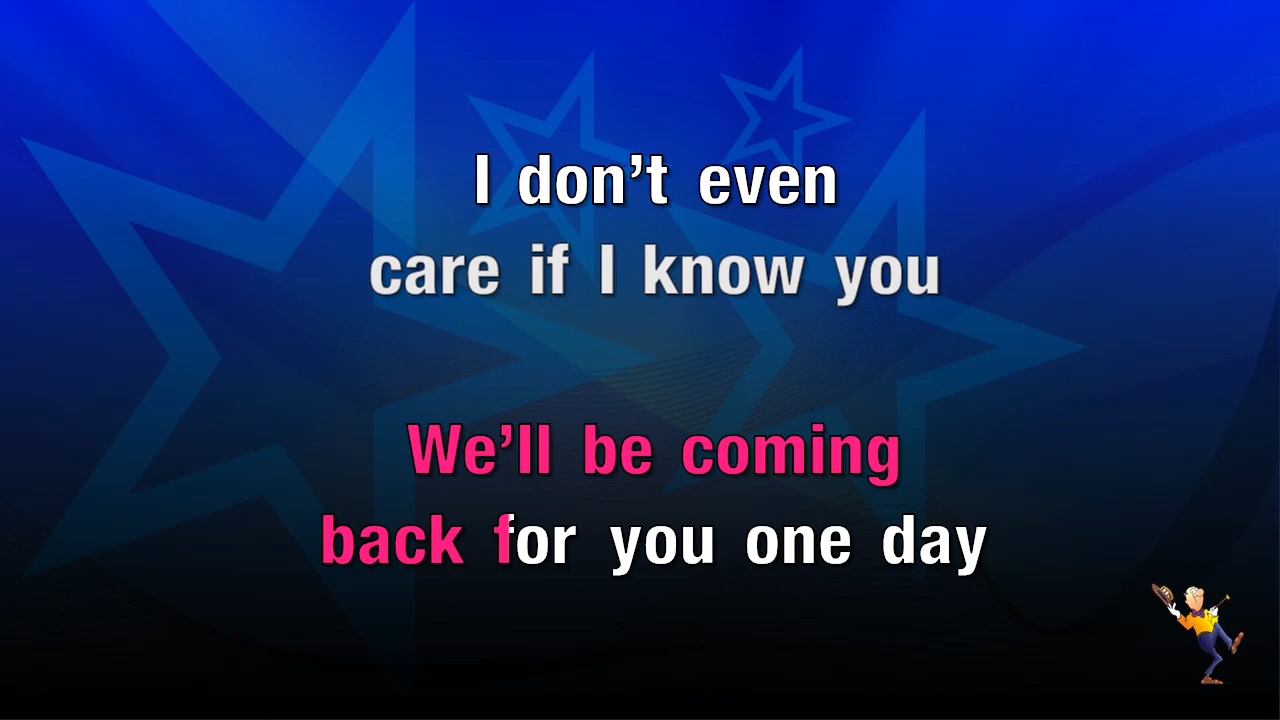 I don’t even
care if I know you
We’ll be coming
back for you one day